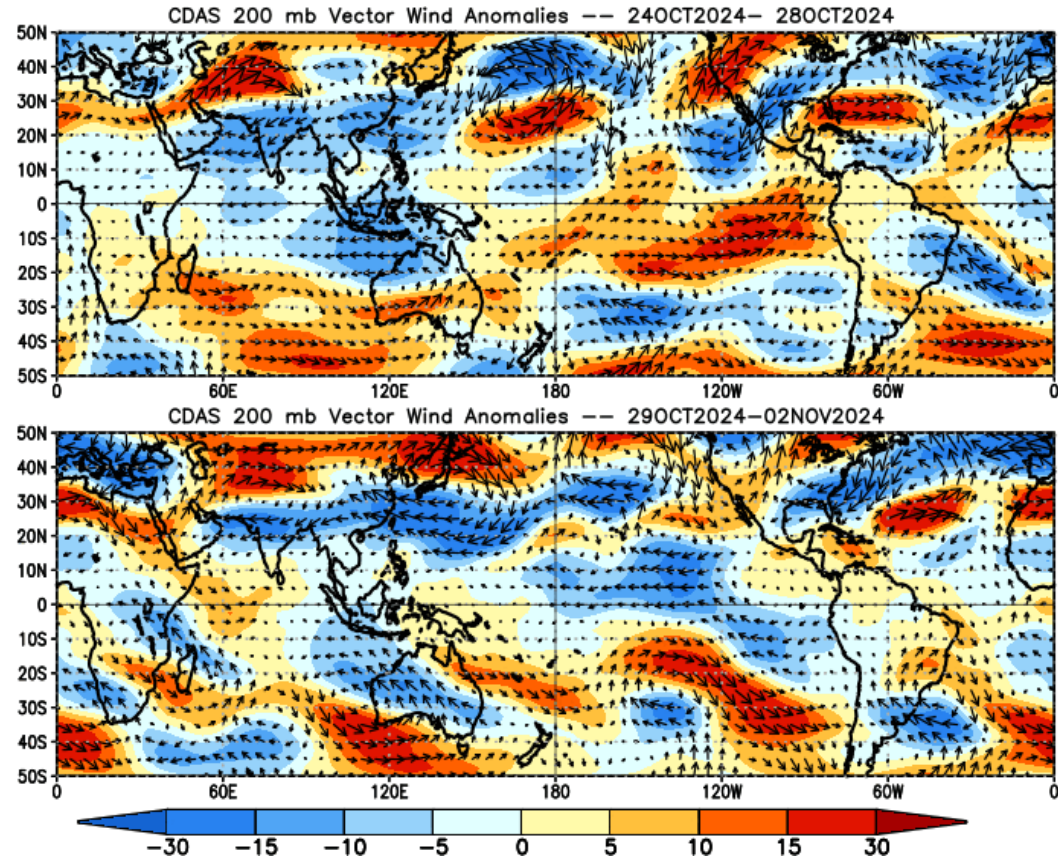 CDAS 200 mb Vector Wind Anomalies -- 24OCT2024- 28OCT2024
50N
40N
30N
20N
10N
0
10S
20S
30S
40S
50S
0 60E 120E 180 120W 60W 0
CDAS 200 mb Vector Wind Anomalies -- 29OCT2024-02NOV2024
50N
40N
30N
20N
10N
0
10S
20S
30S
40S
50S
0 60E 120E 180 120W 60W 0
-30 -15 -10 -5 0 5 10 15 30